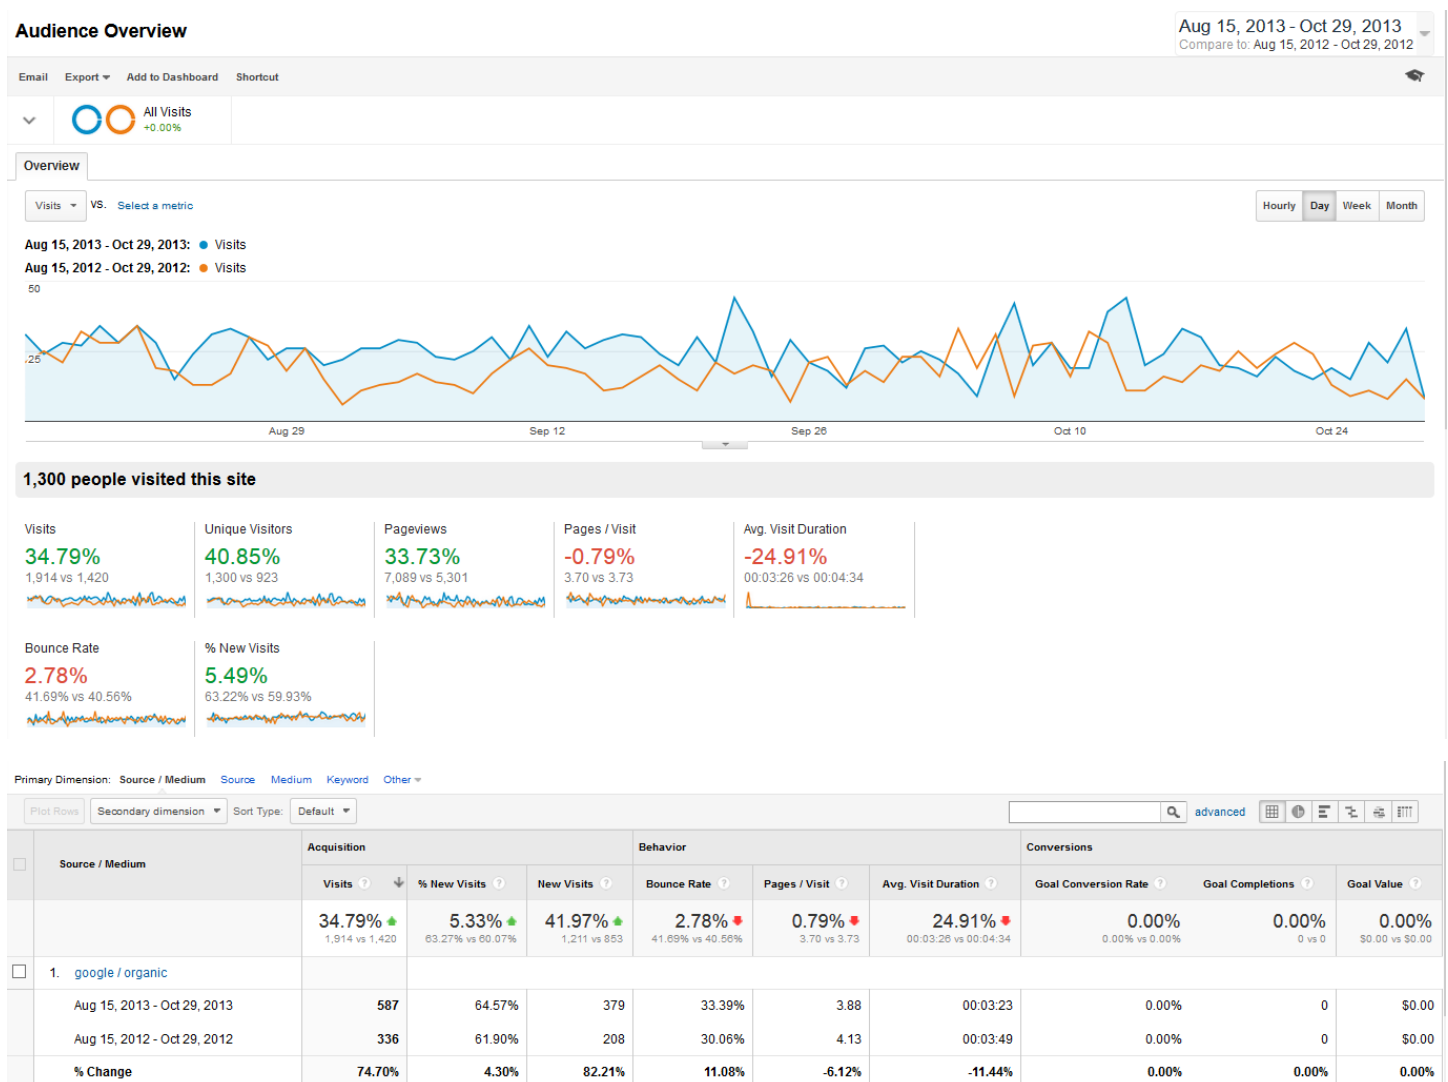 Audience Overview
Aug 15, 2013 - Oct 29, 2013
Compare to: Aug 15, 2012 - Oct 29, 2012
Email Export Add to Dashboard Shortcut
All Visits
+0.00%
Overview
Visits VS. Select a metric
Hourly Day Week Month
Aug 15, 2013 - Oct 29, 2013: Visits
Aug 15, 2012 - Oct 29, 2012: Visits
50
25
Aug 29 Sep 12 Sep 26 Oct 10 Oct 24
1,300 people visited this site
Visits Unique Visitors Pageviews Pages / Visit Avg. Visit Duration
34.79% 40.85% 33.73% -0.79% -24.91%
1,914 vs 1,420 1,300 vs 923 7,089 vs 5,301 3.70 vs 3.73 00:03:26 vs 00:04:34
Bounce Rate % New Visits
2.78% 5.49%
41.69% vs 40.56% 63.22% vs 59.93%
Primary Dimension: Source / Medium Source Medium Keyword Other
Plot Rows Secondary dimension Sort Type: Default advanced
Source / Medium Acquisition Behavior Conversions
Visits ? % New Visits ? New Visits ? Bounce Rate ? Pages / Visit ? Avg. Visit Duration ? Goal Conversion Rate ? Goal Completions ? Goal Value ?
34.79% 5.33% 41.97% 2.78% 0.79% 24.91% 0.00% 0.00% 0.00%
1,914 vs 1,420 63.27% vs 60.07% 1,211 vs 853 41.69% vs 40.56% 3.70 vs 3.73 00:03:26 vs 00:04:34 0.00% vs 0.00% 0 vs 0 $0.00 vs $0.00
1. google / organic
Aug 15, 2013 - Oct 29, 2013 587 64.57% 379 33.39% 3.88 00:03:23 0.00% 0 $0.00
Aug 15, 2012 - Oct 29, 2012 336 61.90% 208 30.06% 4.13 00:03:49 0.00% 0 $0.00
% Change 74.70% 4.30% 82.21% 11.08% -6.12% -11.44% 0.00% 0.00% 0.00%